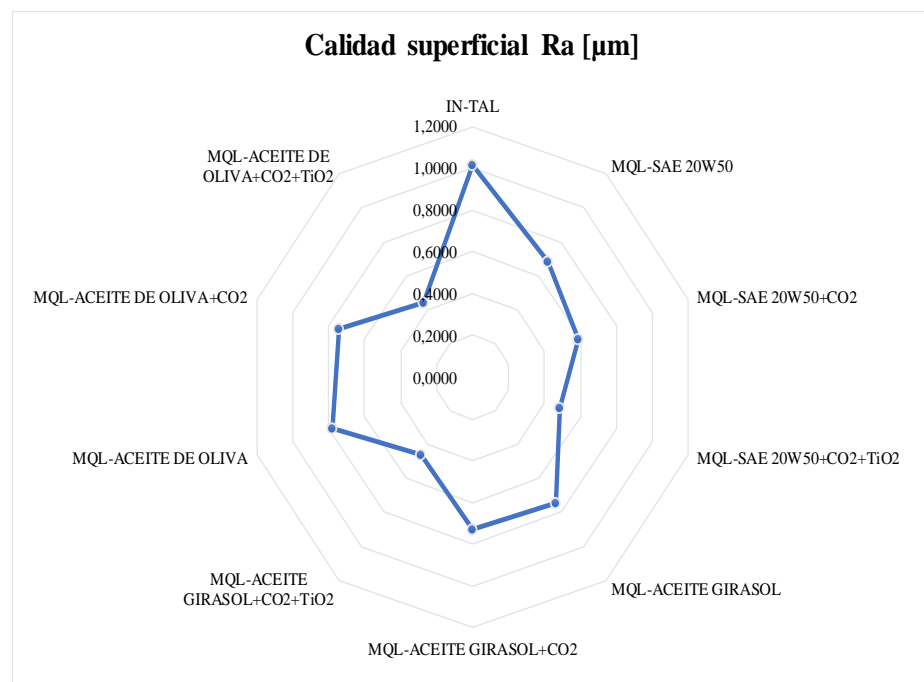 Calidad superficial Ra [µm]
IN-TAL
1,2000
1,0000
0,8000
0,6000
0,4000
0,2000
0,0000
MQL-SAE 20W50
MQL-SAE 20W50+CO2
MQL-SAE 20W50+CO2+TiO2
MQL-ACEITE GIRASOL
MQL-ACEITE GIRASOL+CO2
MQL-ACEITE
GIRASOL+CO2+TiO2
MQL-ACEITE DE OLIVA
MQL-ACEITE DE OLIVA+CO2
MQL-ACEITE DE
OLIVA+CO2+TiO2